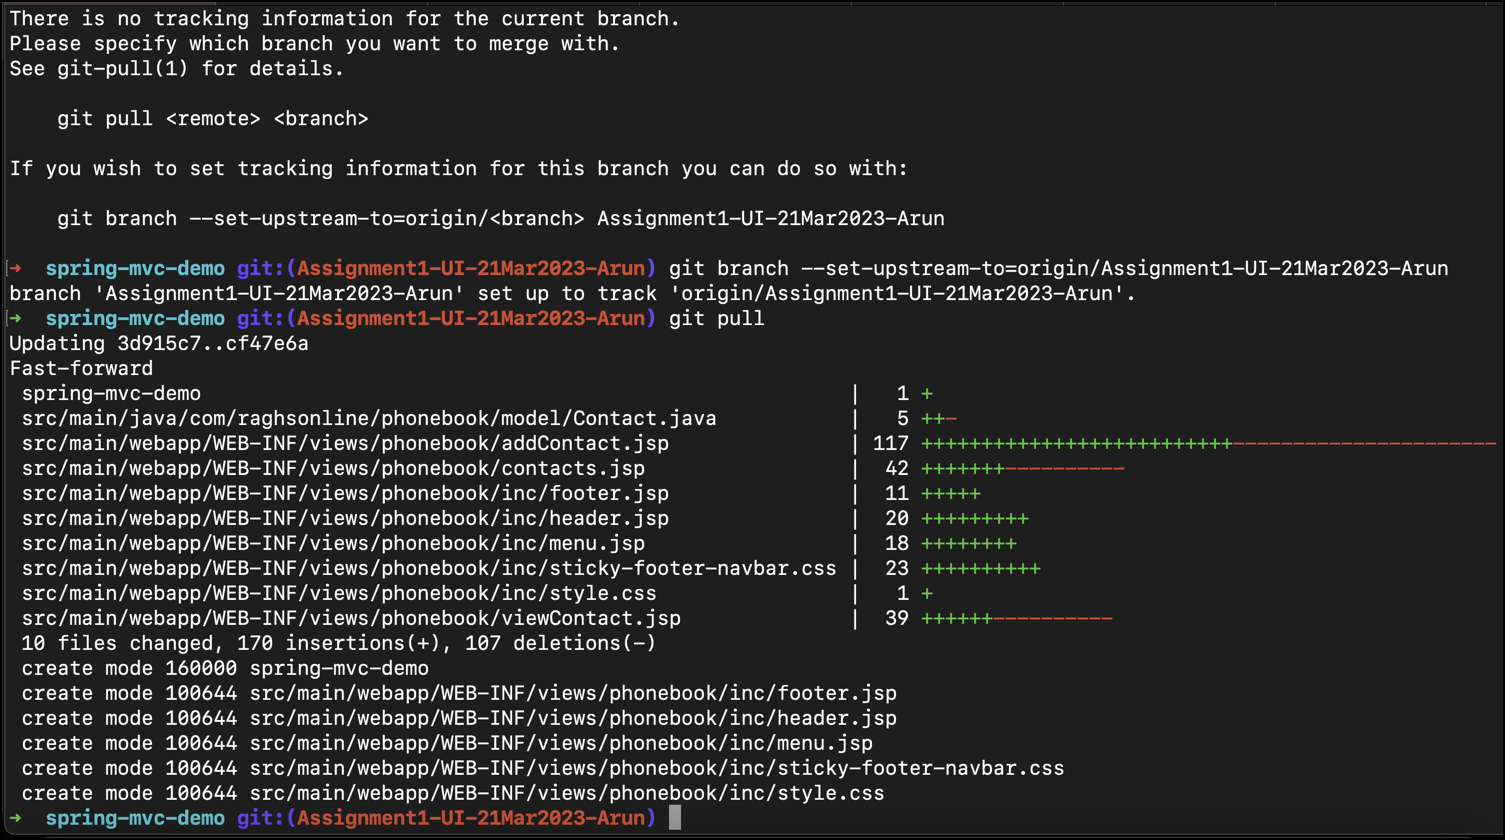 There is no tracking information for the current branch.
Please specify which branch you want to merge with.
See git-pull(1) for details.
git pull <remote> <branch>
If you wish to set tracking information for this branch you can do so with:
git branch --set-upstream-to=origin/<branch> Assignment1-UI-21Mar2023-Arun
[➜ spring-mvc-demo git:(Assignment1-UI-21Mar2023-Arun) git branch --set-upstream-to=origin/Assignment1-UI-21Mar2023-Arun
branch 'Assignment1-UI-21Mar2023-Arun' set up to track 'origin/Assignment1-UI-21Mar2023-Arun'.
[➜ spring-mvc-demo git:(Assignment1-UI-21Mar2023-Arun) git pull
Updating 3d915c7..cf47e6a
Fast-forward
spring-mvc-demo | 1 +
src/main/java/com/raghsonline/phonebook/model/Contact.java | 5 ++-
src/main/webapp/WEB-INF/views/phonebook/addContact.jsp | 117 ++++++++++++++++++++++++++----------------------
src/main/webapp/WEB-INF/views/phonebook/contacts.jsp | 42 +++++++----------
src/main/webapp/WEB-INF/views/phonebook/inc/footer.jsp | 11 +++++
src/main/webapp/WEB-INF/views/phonebook/inc/header.jsp | 20 +++++++++
src/main/webapp/WEB-INF/views/phonebook/inc/menu.jsp | 18 ++++++++
src/main/webapp/WEB-INF/views/phonebook/inc/sticky-footer-navbar.css | 23 ++++++++++
src/main/webapp/WEB-INF/views/phonebook/inc/style.css | 1 +
src/main/webapp/WEB-INF/views/phonebook/viewContact.jsp | 39 ++++++----------
10 files changed, 170 insertions(+), 107 deletions(-)
create mode 160000 spring-mvc-demo
create mode 100644 src/main/webapp/WEB-INF/views/phonebook/inc/footer.jsp
create mode 100644 src/main/webapp/WEB-INF/views/phonebook/inc/header.jsp
create mode 100644 src/main/webapp/WEB-INF/views/phonebook/inc/menu.jsp
create mode 100644 src/main/webapp/WEB-INF/views/phonebook/inc/sticky-footer-navbar.css
create mode 100644 src/main/webapp/WEB-INF/views/phonebook/inc/style.css
➜ spring-mvc-demo git:(Assignment1-UI-21Mar2023-Arun)